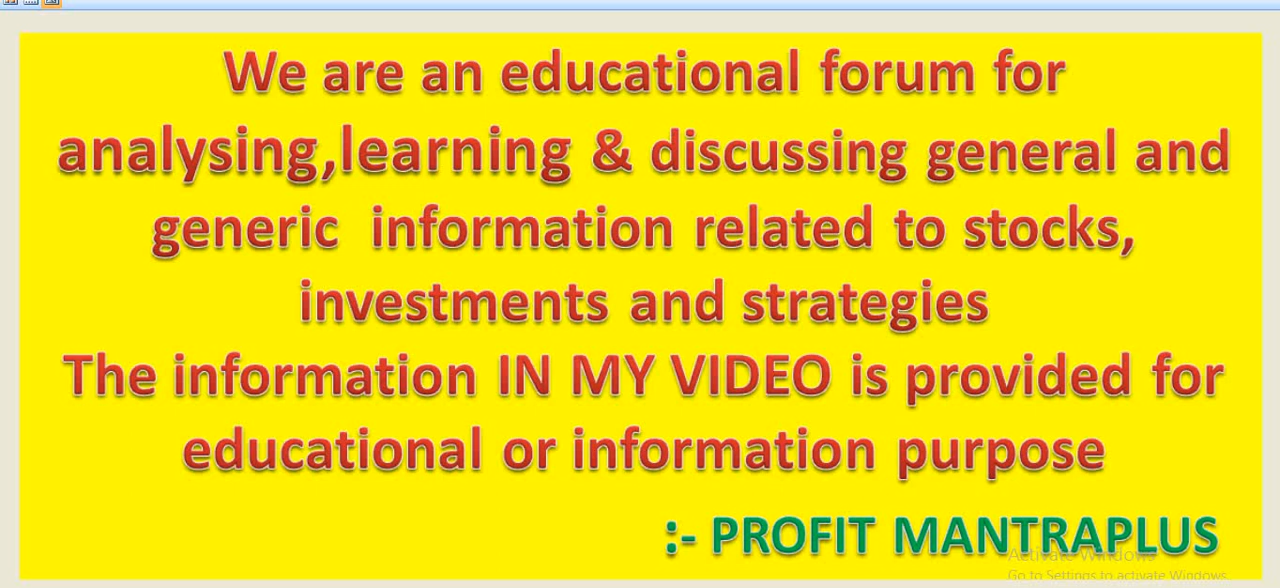 We are an educational forum for
analysing,learning & discussing general and
generic information related to stocks,
investments and strategies
The information IN MY VIDEO is provided for
educational or information purpose
:- PROFIT MANTRAPLUS
Activate Windows
Go to Settings to activate Windows.